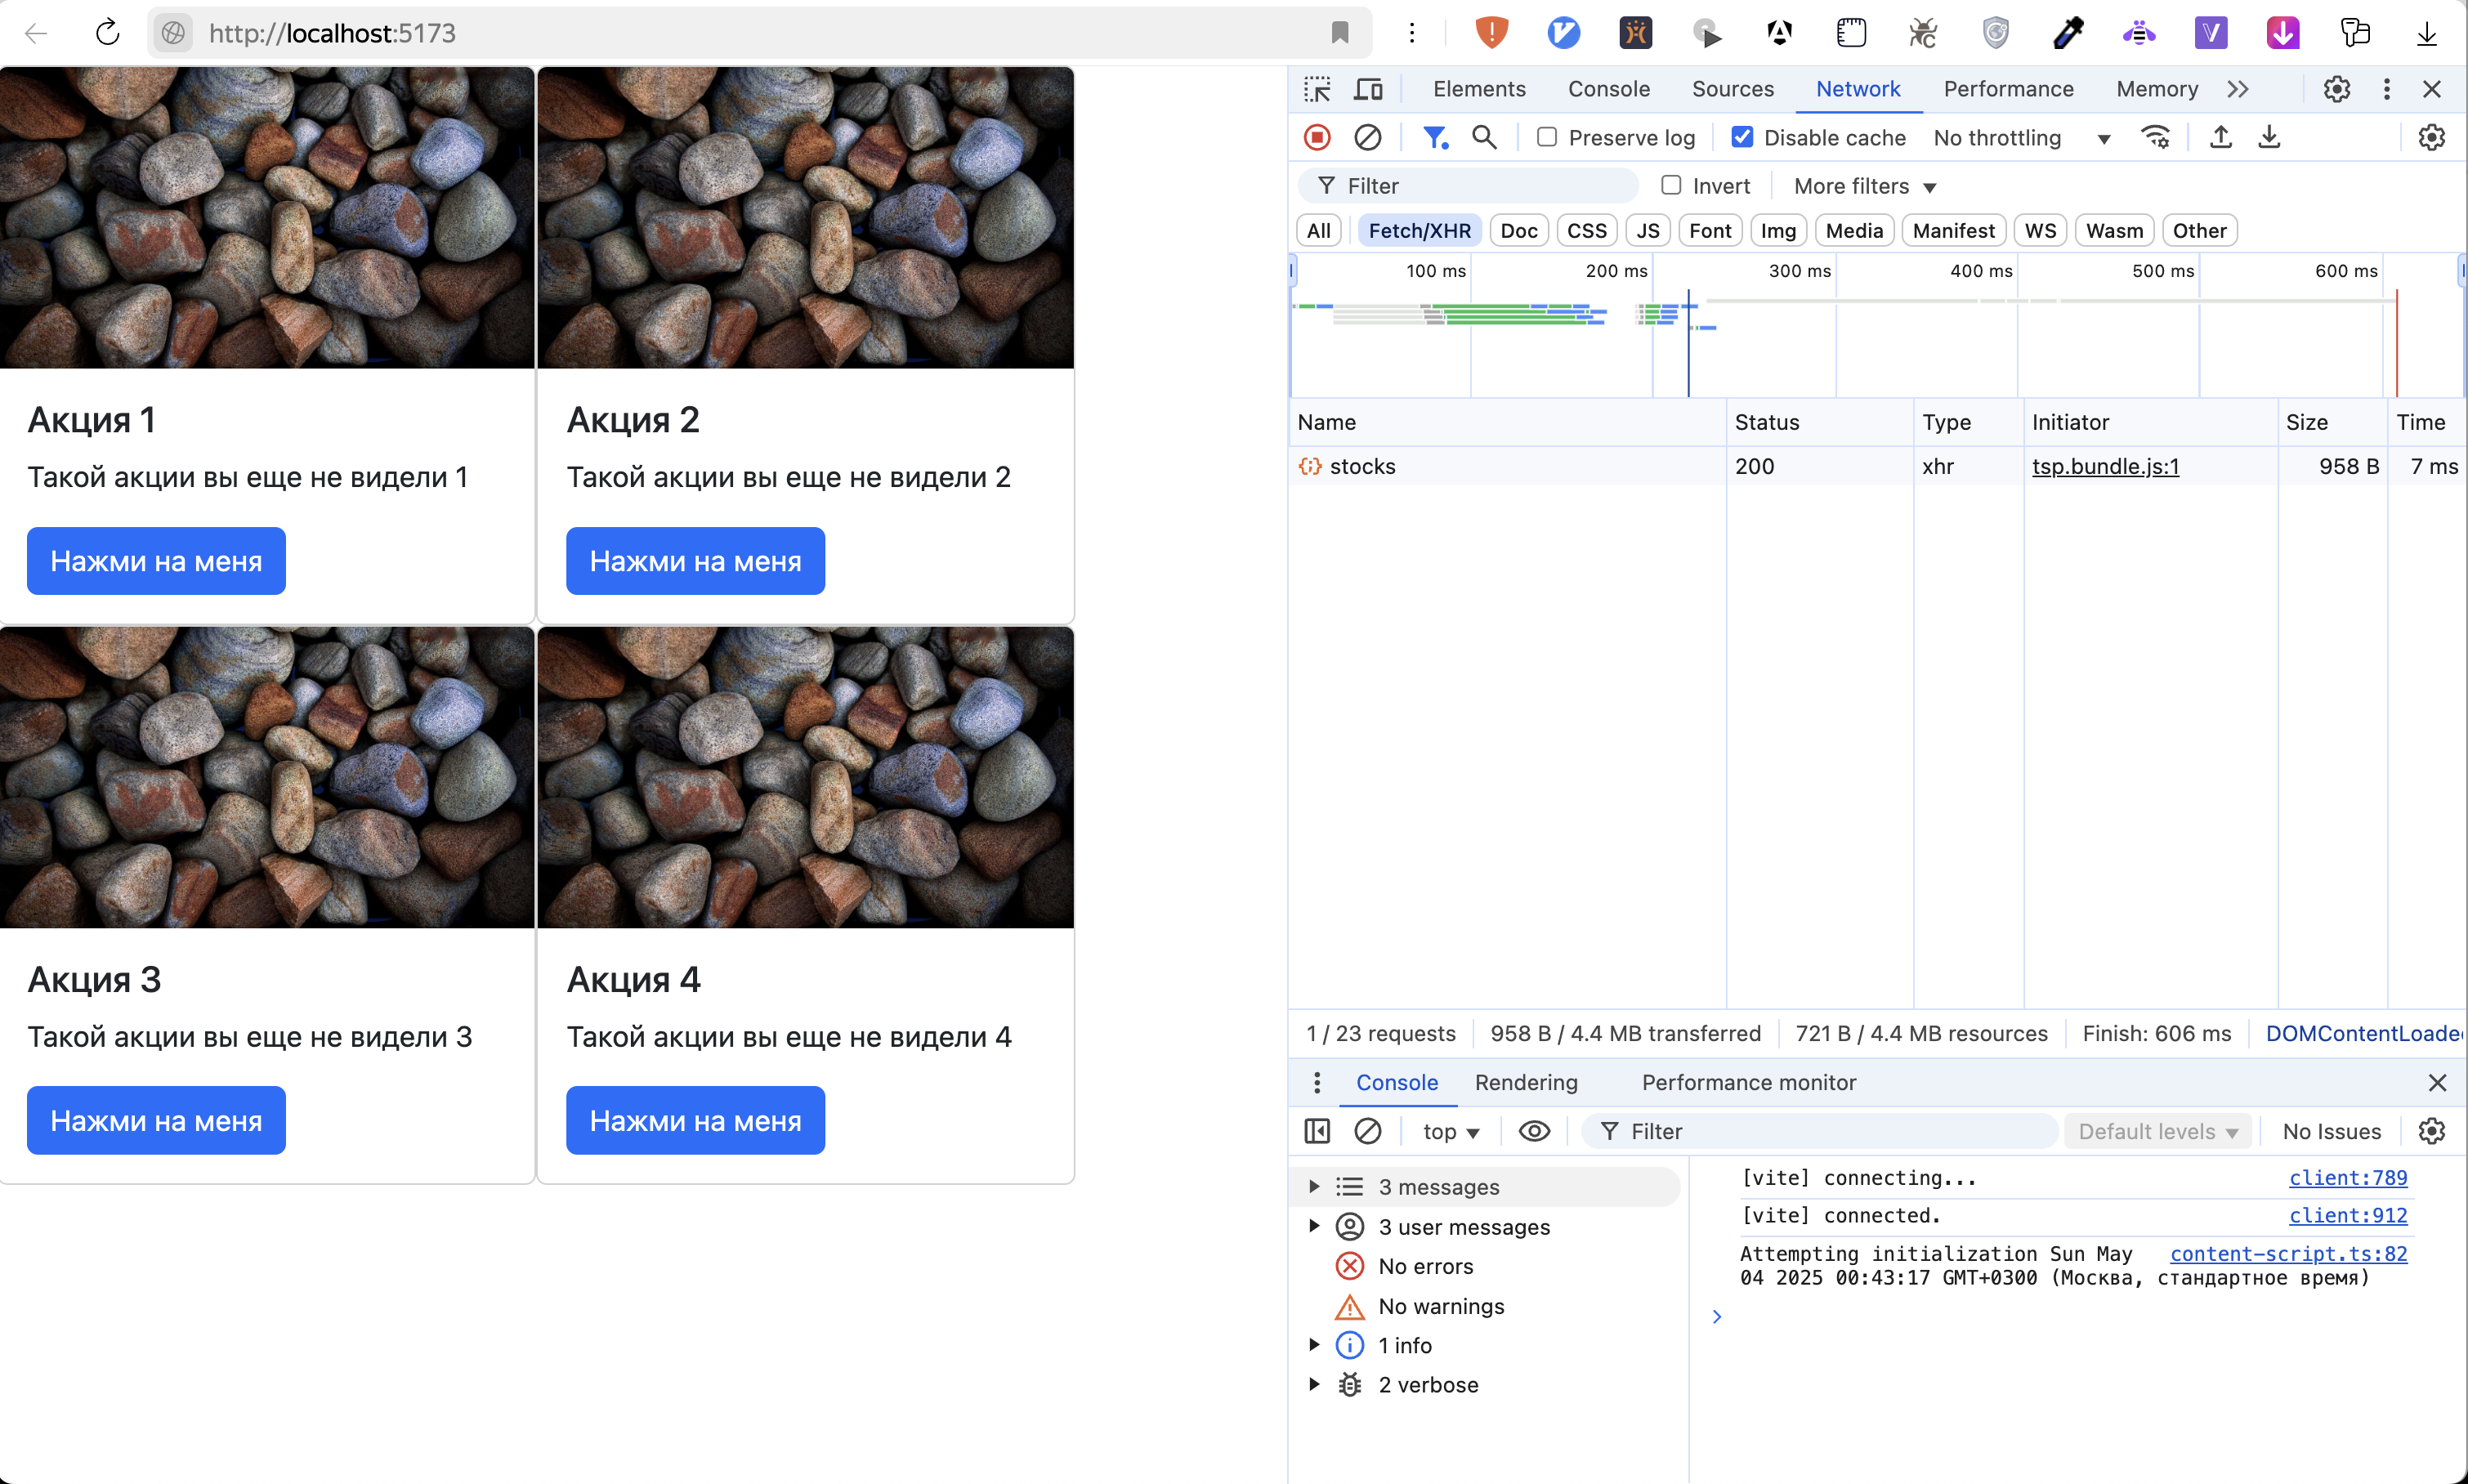 http://localhost:5173
Акция 1
Такой акции вы еще не видели 1
Нажми на меня
Акция 2
Такой акции вы еще не видели 2
Нажми на меня
Акция 3
Такой акции вы еще не видели 3
Нажми на меня
Акция 4
Такой акции вы еще не видели 4
Нажми на меня
Elements Console Sources Network Performance Memory
Preserve log Disable cache No throttling
Filter Invert More filters
All Fetch/XHR Doc CSS JS Font Img Media Manifest WS Wasm Other
100 ms 200 ms 300 ms 400 ms 500 ms 600 ms
Name Status Type Initiator Size Time
stocks 200 xhr tsp.bundle.js:1 958 B 7 ms
1 / 23 requests 958 B / 4.4 MB transferred 721 B / 4.4 MB resources Finish: 606 ms DOMContentLoade
Console Rendering Performance monitor
top Filter Default levels No Issues
3 messages
3 user messages
No errors
No warnings
1 info
2 verbose
[vite] connecting... client:789
[vite] connected. client:912
Attempting initialization Sun May content-script.ts:82
04 2025 00:43:17 GMT+0300 (Москва, стандартное время)